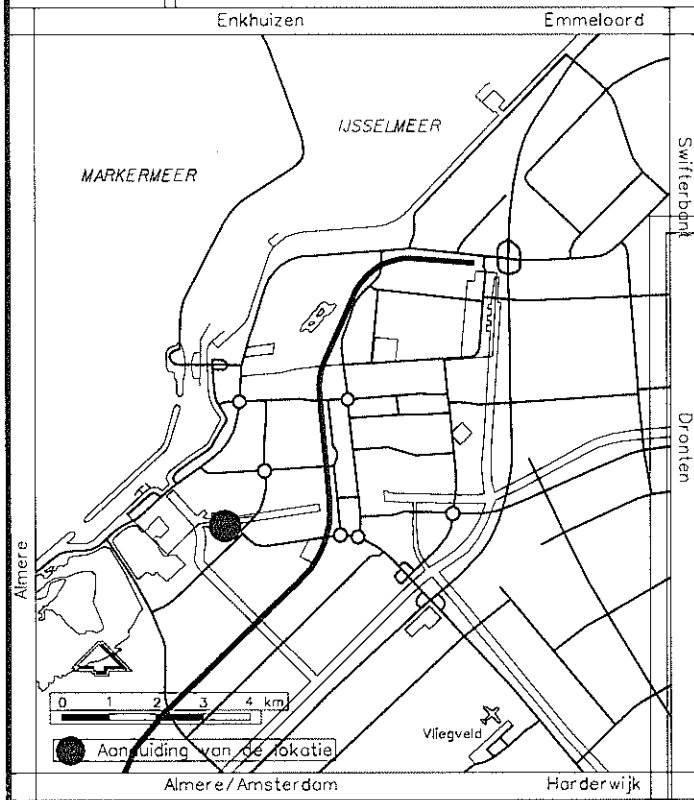 Enkhuizen Emmeloord
IJSSELMEER
MARKERMEER
Swifterbant
Dronten
Almere
0 1 2 3 4 km
Vliegveld
Aanduiding van de lokatie
Almere/Amsterdam Harderwijk